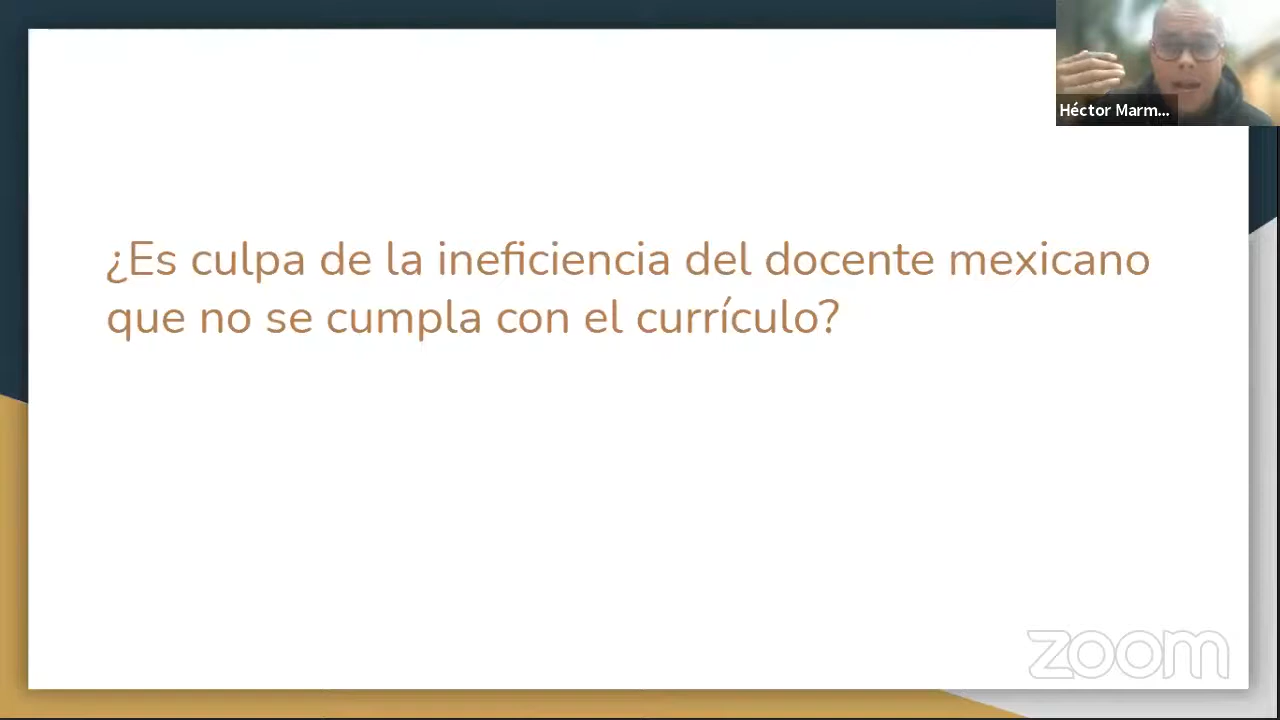 Héctor Marm...
¿Es culpa de la ineficiencia del docente mexicano
que no se cumpla con el currículo?
zoom